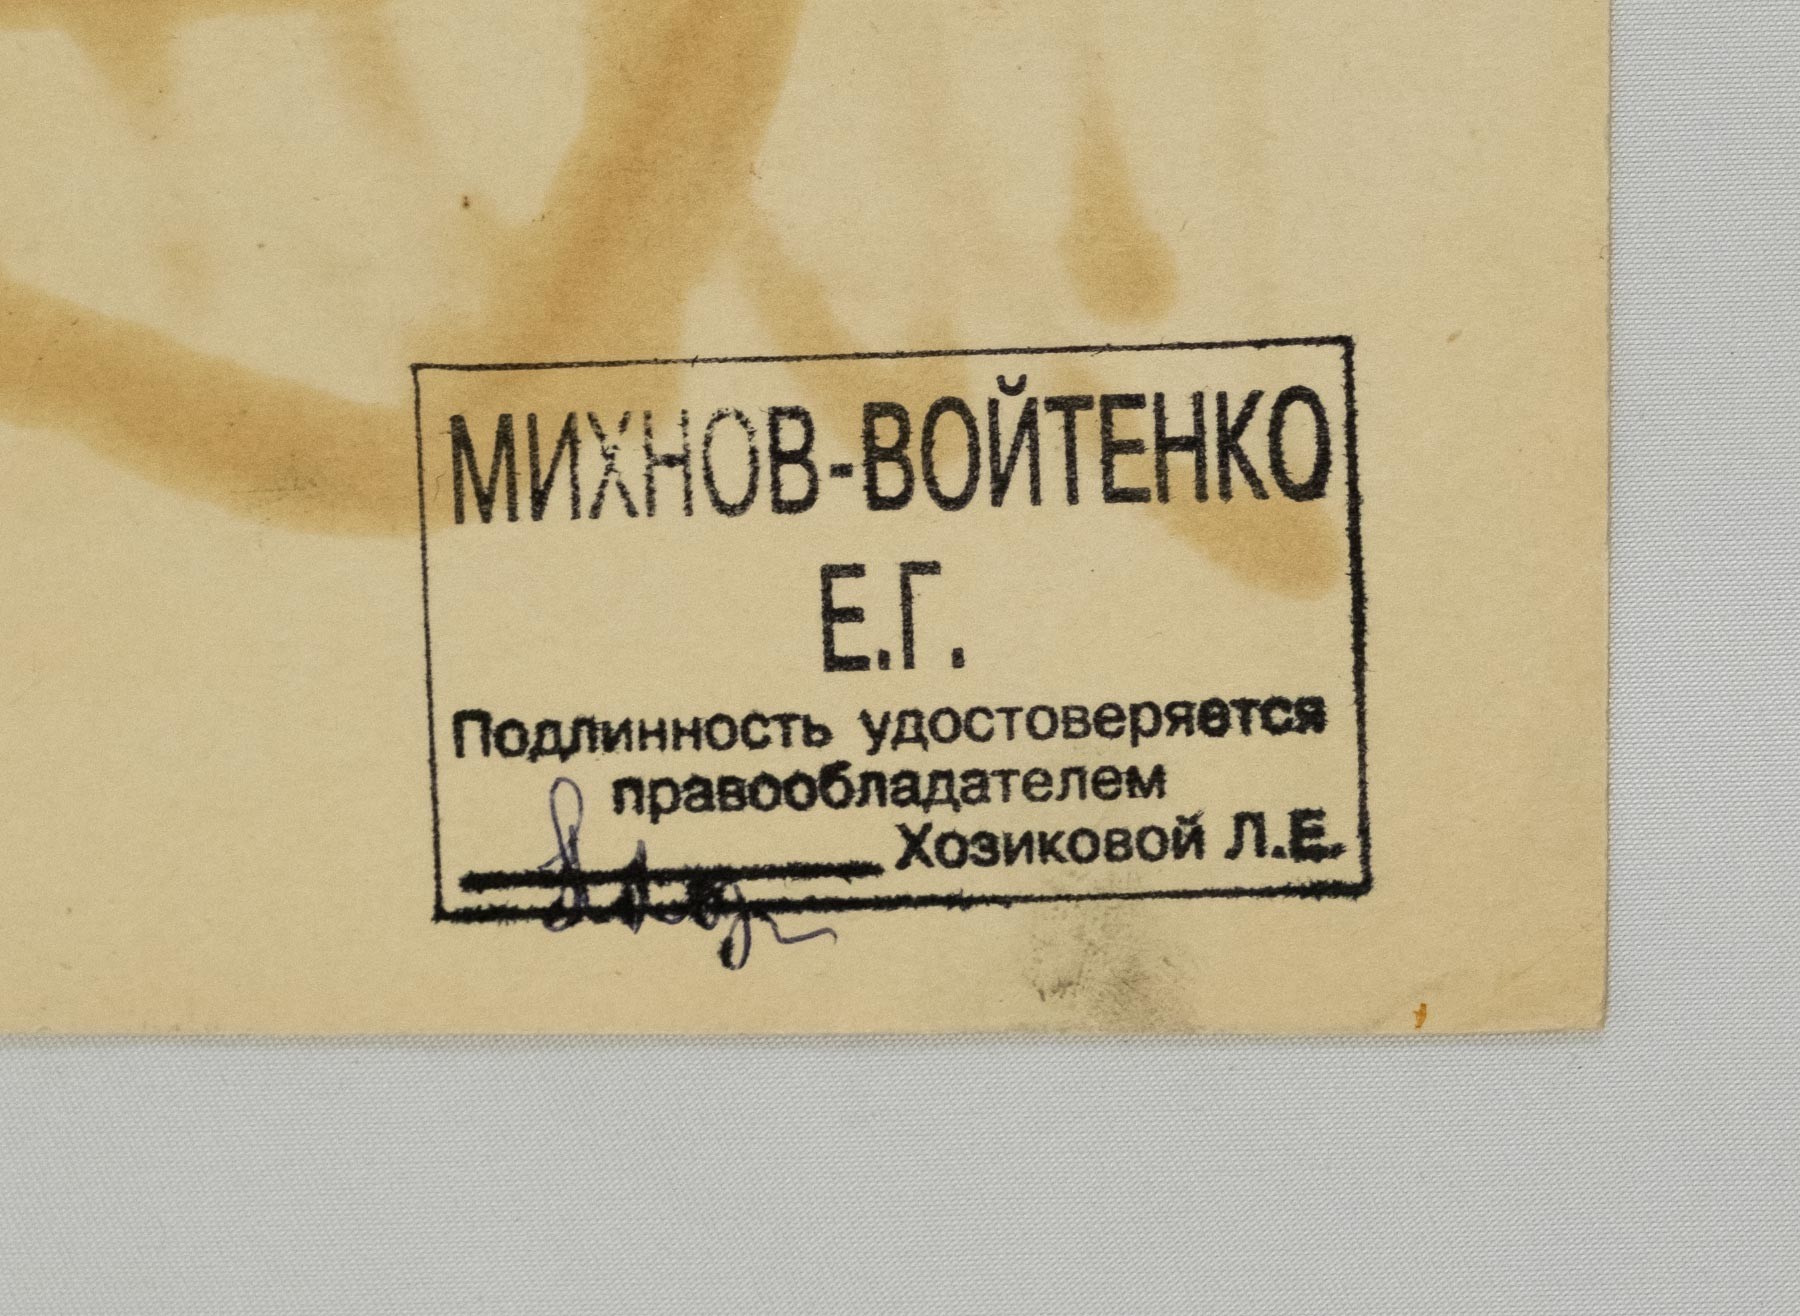 МИХНОВ-ВОЙТЕНКО
Е.Г.
Подлинность удостоверяется
правообладателем
Хозиковой Л.Е.